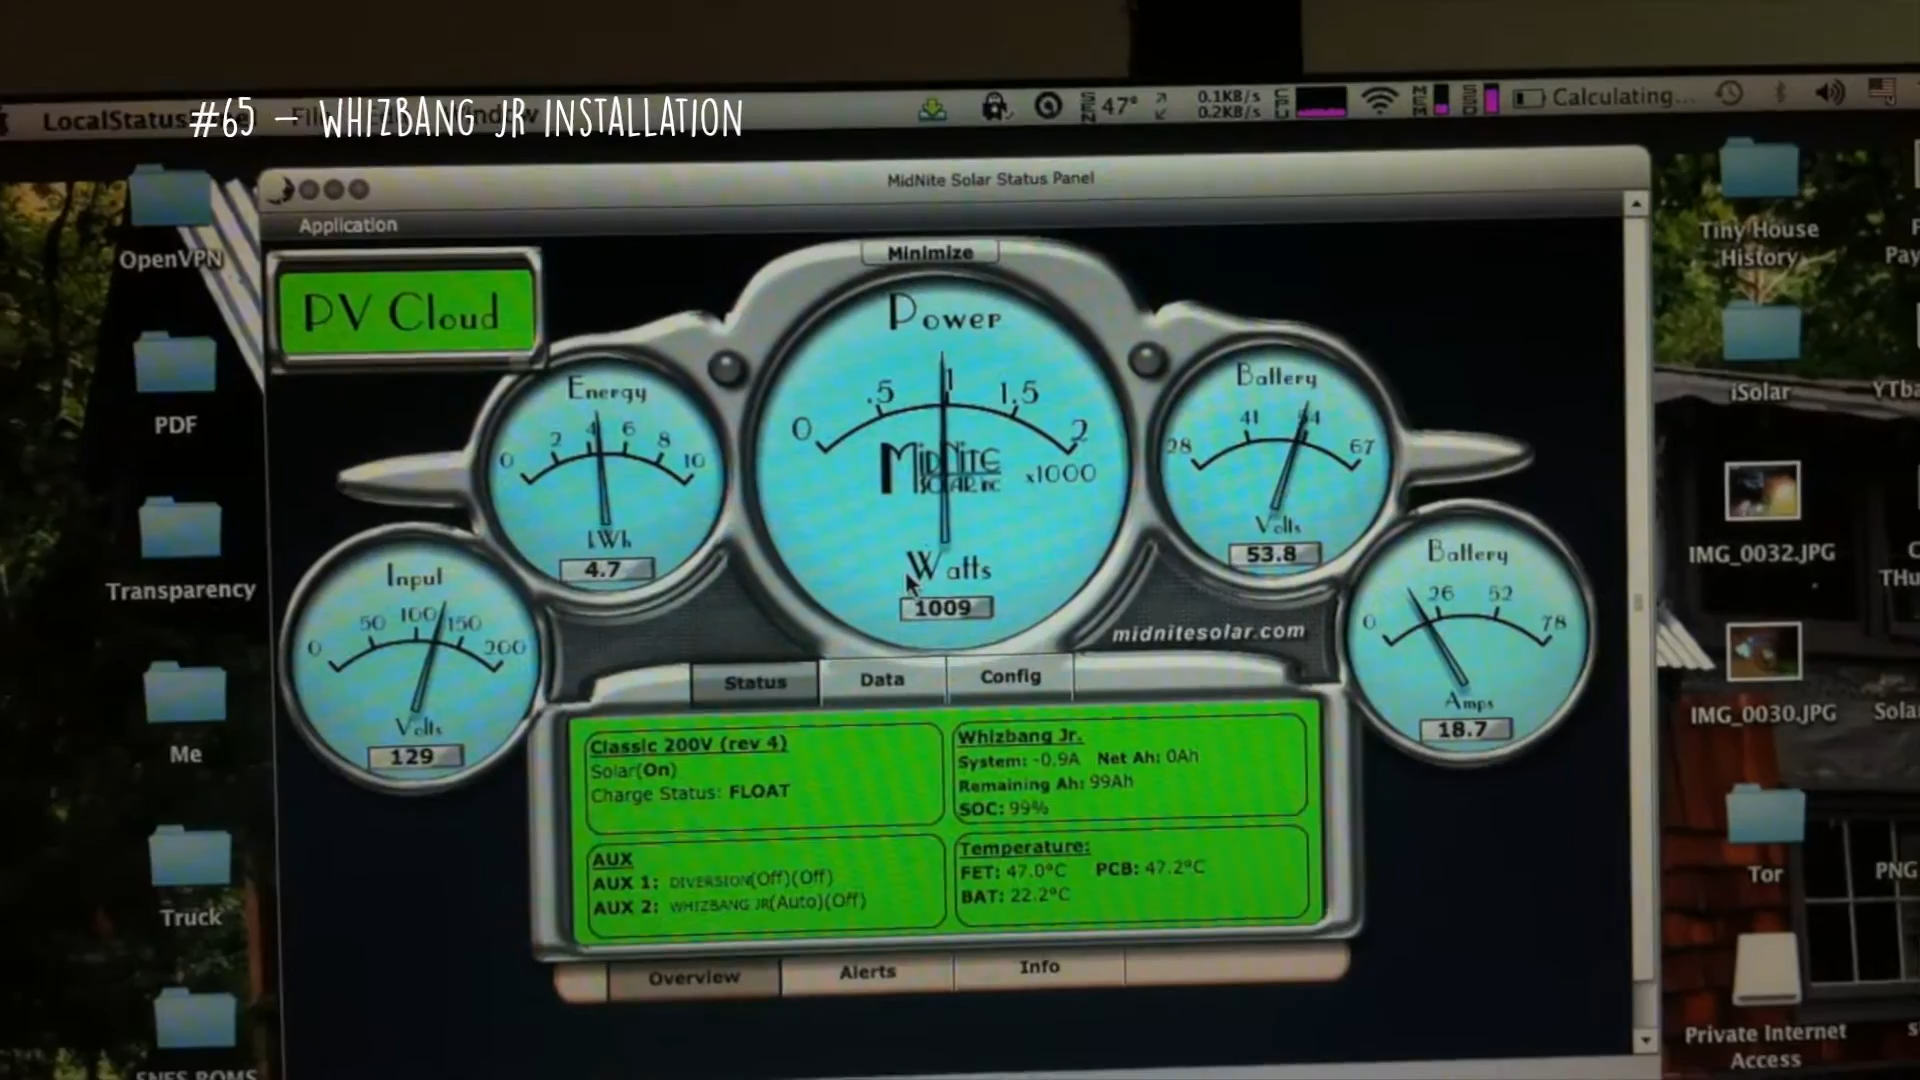 #65 – WHIZBANG JR INSTALLATION
47°
0.1KB/s
0.2KB/s
Calculating...
MidNite Solar Status Panel
Application
Minimize
PV Cloud
Power
0 .5 1 1.5 2
x1000
MidNite
SOLAR INC
Watts
1009
Energy
0 2 4 6 8 10
kWh
4.7
Battery
28 41 54 67
Volts
53.8
Input
0 50 100 150 200
Volts
129
Battery
0 26 52 78
Amps
18.7
midnitesolar.com
Status Data Config
Classic 200V (rev 4)
Solar(On)
Charge Status: FLOAT
Whizbang Jr.
System: -0.9A Net Ah: 0Ah
Remaining Ah: 99Ah
SOC: 99%
AUX
AUX 1: DIVERSION(Off)(Off)
AUX 2: WHIZBANG JR(Auto)(Off)
Temperature:
FET: 47.0°C PCB: 47.2°C
BAT: 22.2°C
Overview Alerts Info
OpenVPN
PDF
Transparency
Me
Truck
SNES ROMS
Tiny House
History
iSolar
IMG_0032.JPG
IMG_0030.JPG
Tor
Private Internet
Access
PNG